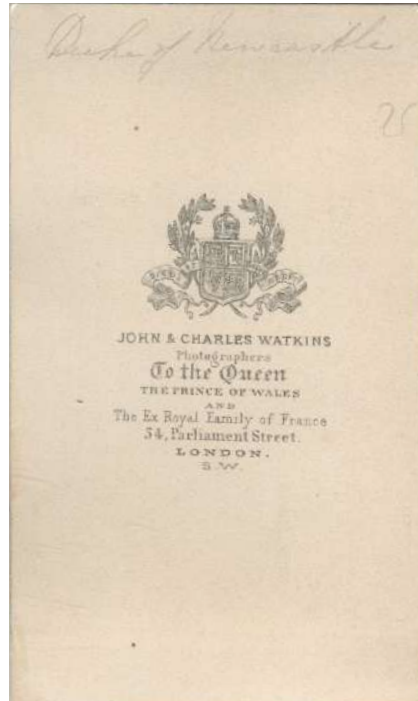 Duke of Newcastle
JOHN & CHARLES WATKINS
Photographers
To the Queen
THE PRINCE OF WALES
AND
The Ex Royal Family of France
34, Parliament Street.
LONDON.
S.W.